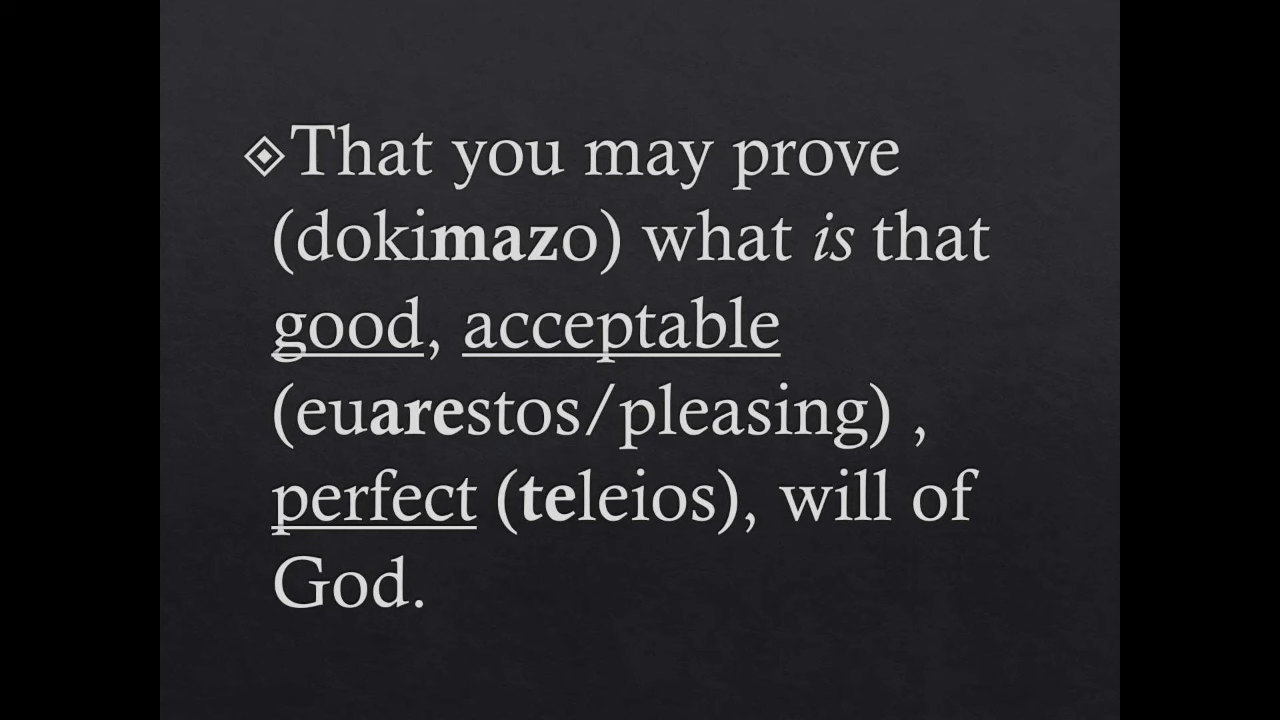 That you may prove
(dokimazo) what is that
good, acceptable
(euarestos/pleasing) ,
perfect (teleios), will of
God.